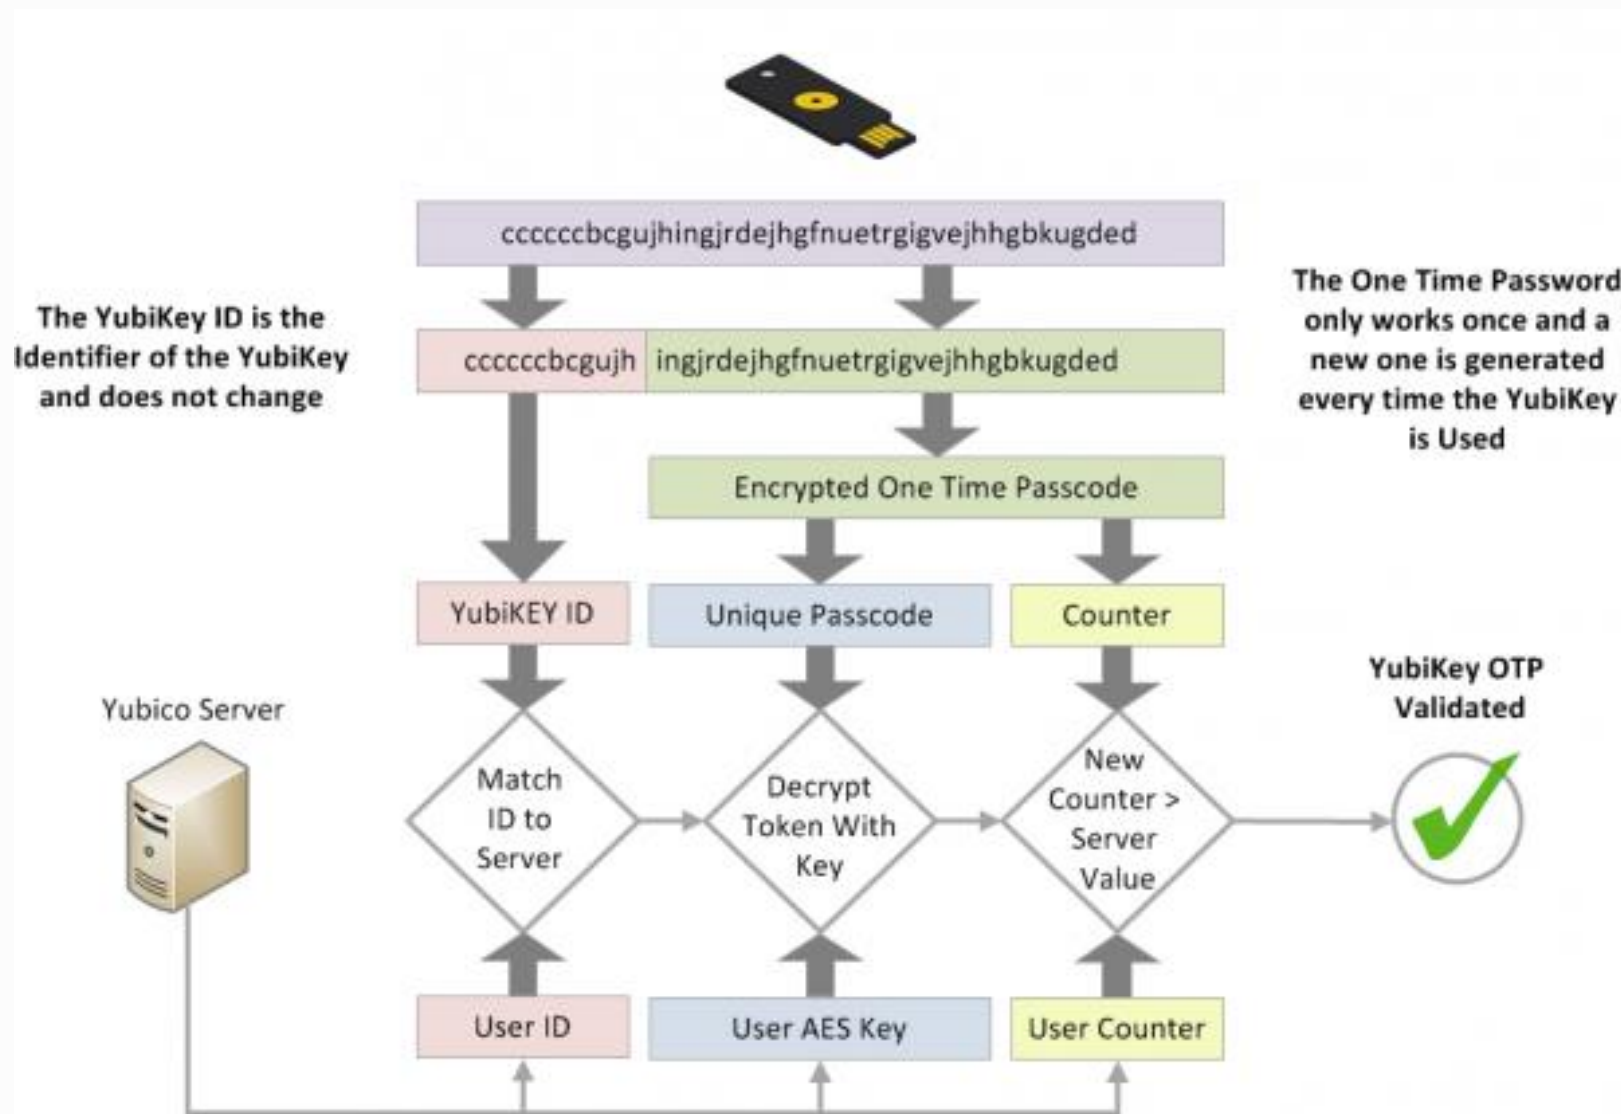 ccccccbcgujhingjrdejhgfnuetrgigvejhhgbkugded
The YubiKey ID is the
Identifier of the YubiKey
and does not change
ccccccbcgujh ingjrdejhgfnuetrgigvejhhgbkugded
The One Time Password
only works once and a
new one is generated
every time the YubiKey
is Used
Encrypted One Time Passcode
YubiKEY ID
Unique Passcode
Counter
Yubico Server
Match
ID to
Server
Decrypt
Token With
Key
New
Counter >
Server
Value
YubiKey OTP
Validated
User ID
User AES Key
User Counter